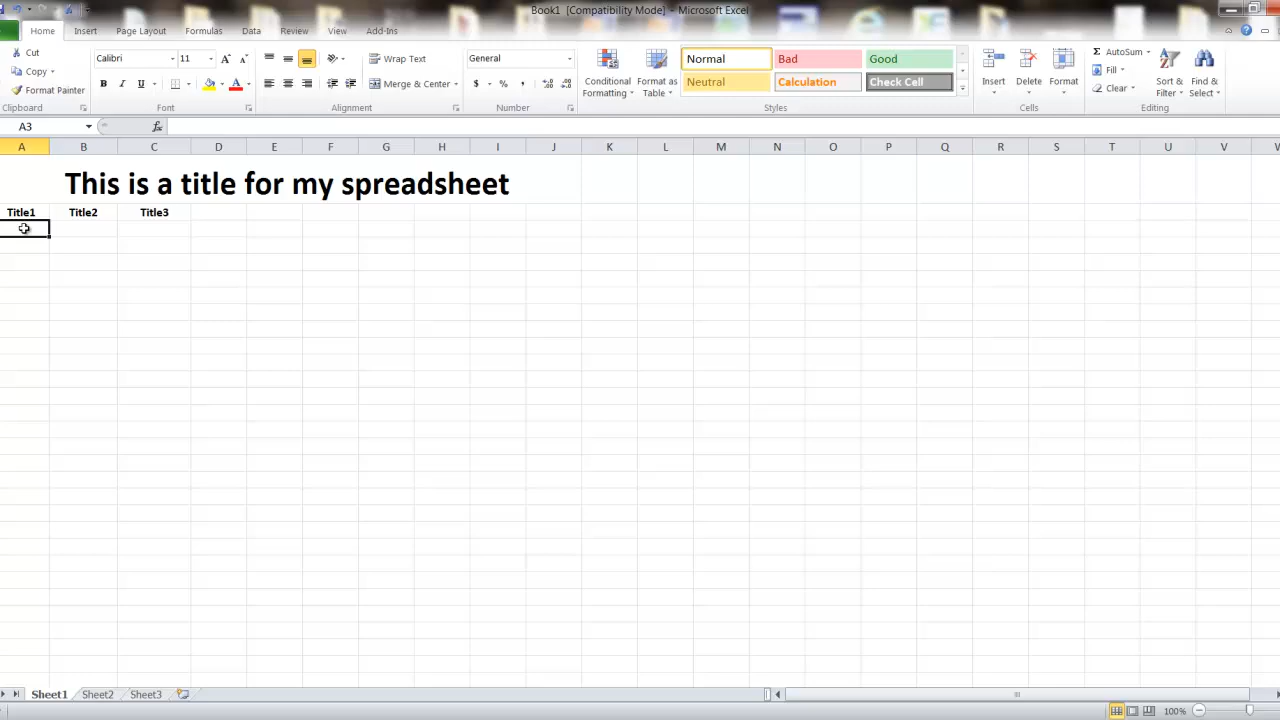 Book1 [Compatibility Mode] - Microsoft Excel
Home Insert Page Layout Formulas Data Review View Add-Ins
Cut
Copy
Format Painter
Clipboard
Calibri 11
B I U
Font
Wrap Text
Merge & Center
Alignment
General
$ % ,
Number
Conditional Formatting
Format as Table
Normal Bad Good
Neutral Calculation Check Cell
Styles
Insert Delete Format
Cells
Σ AutoSum
Fill
Clear
Sort & Filter
Find & Select
Editing
A3 fx
A B C D E F G H I J K L M N O P Q R S T U V W
This is a title for my spreadsheet
Title1 Title2 Title3
Sheet1 Sheet2 Sheet3
100%